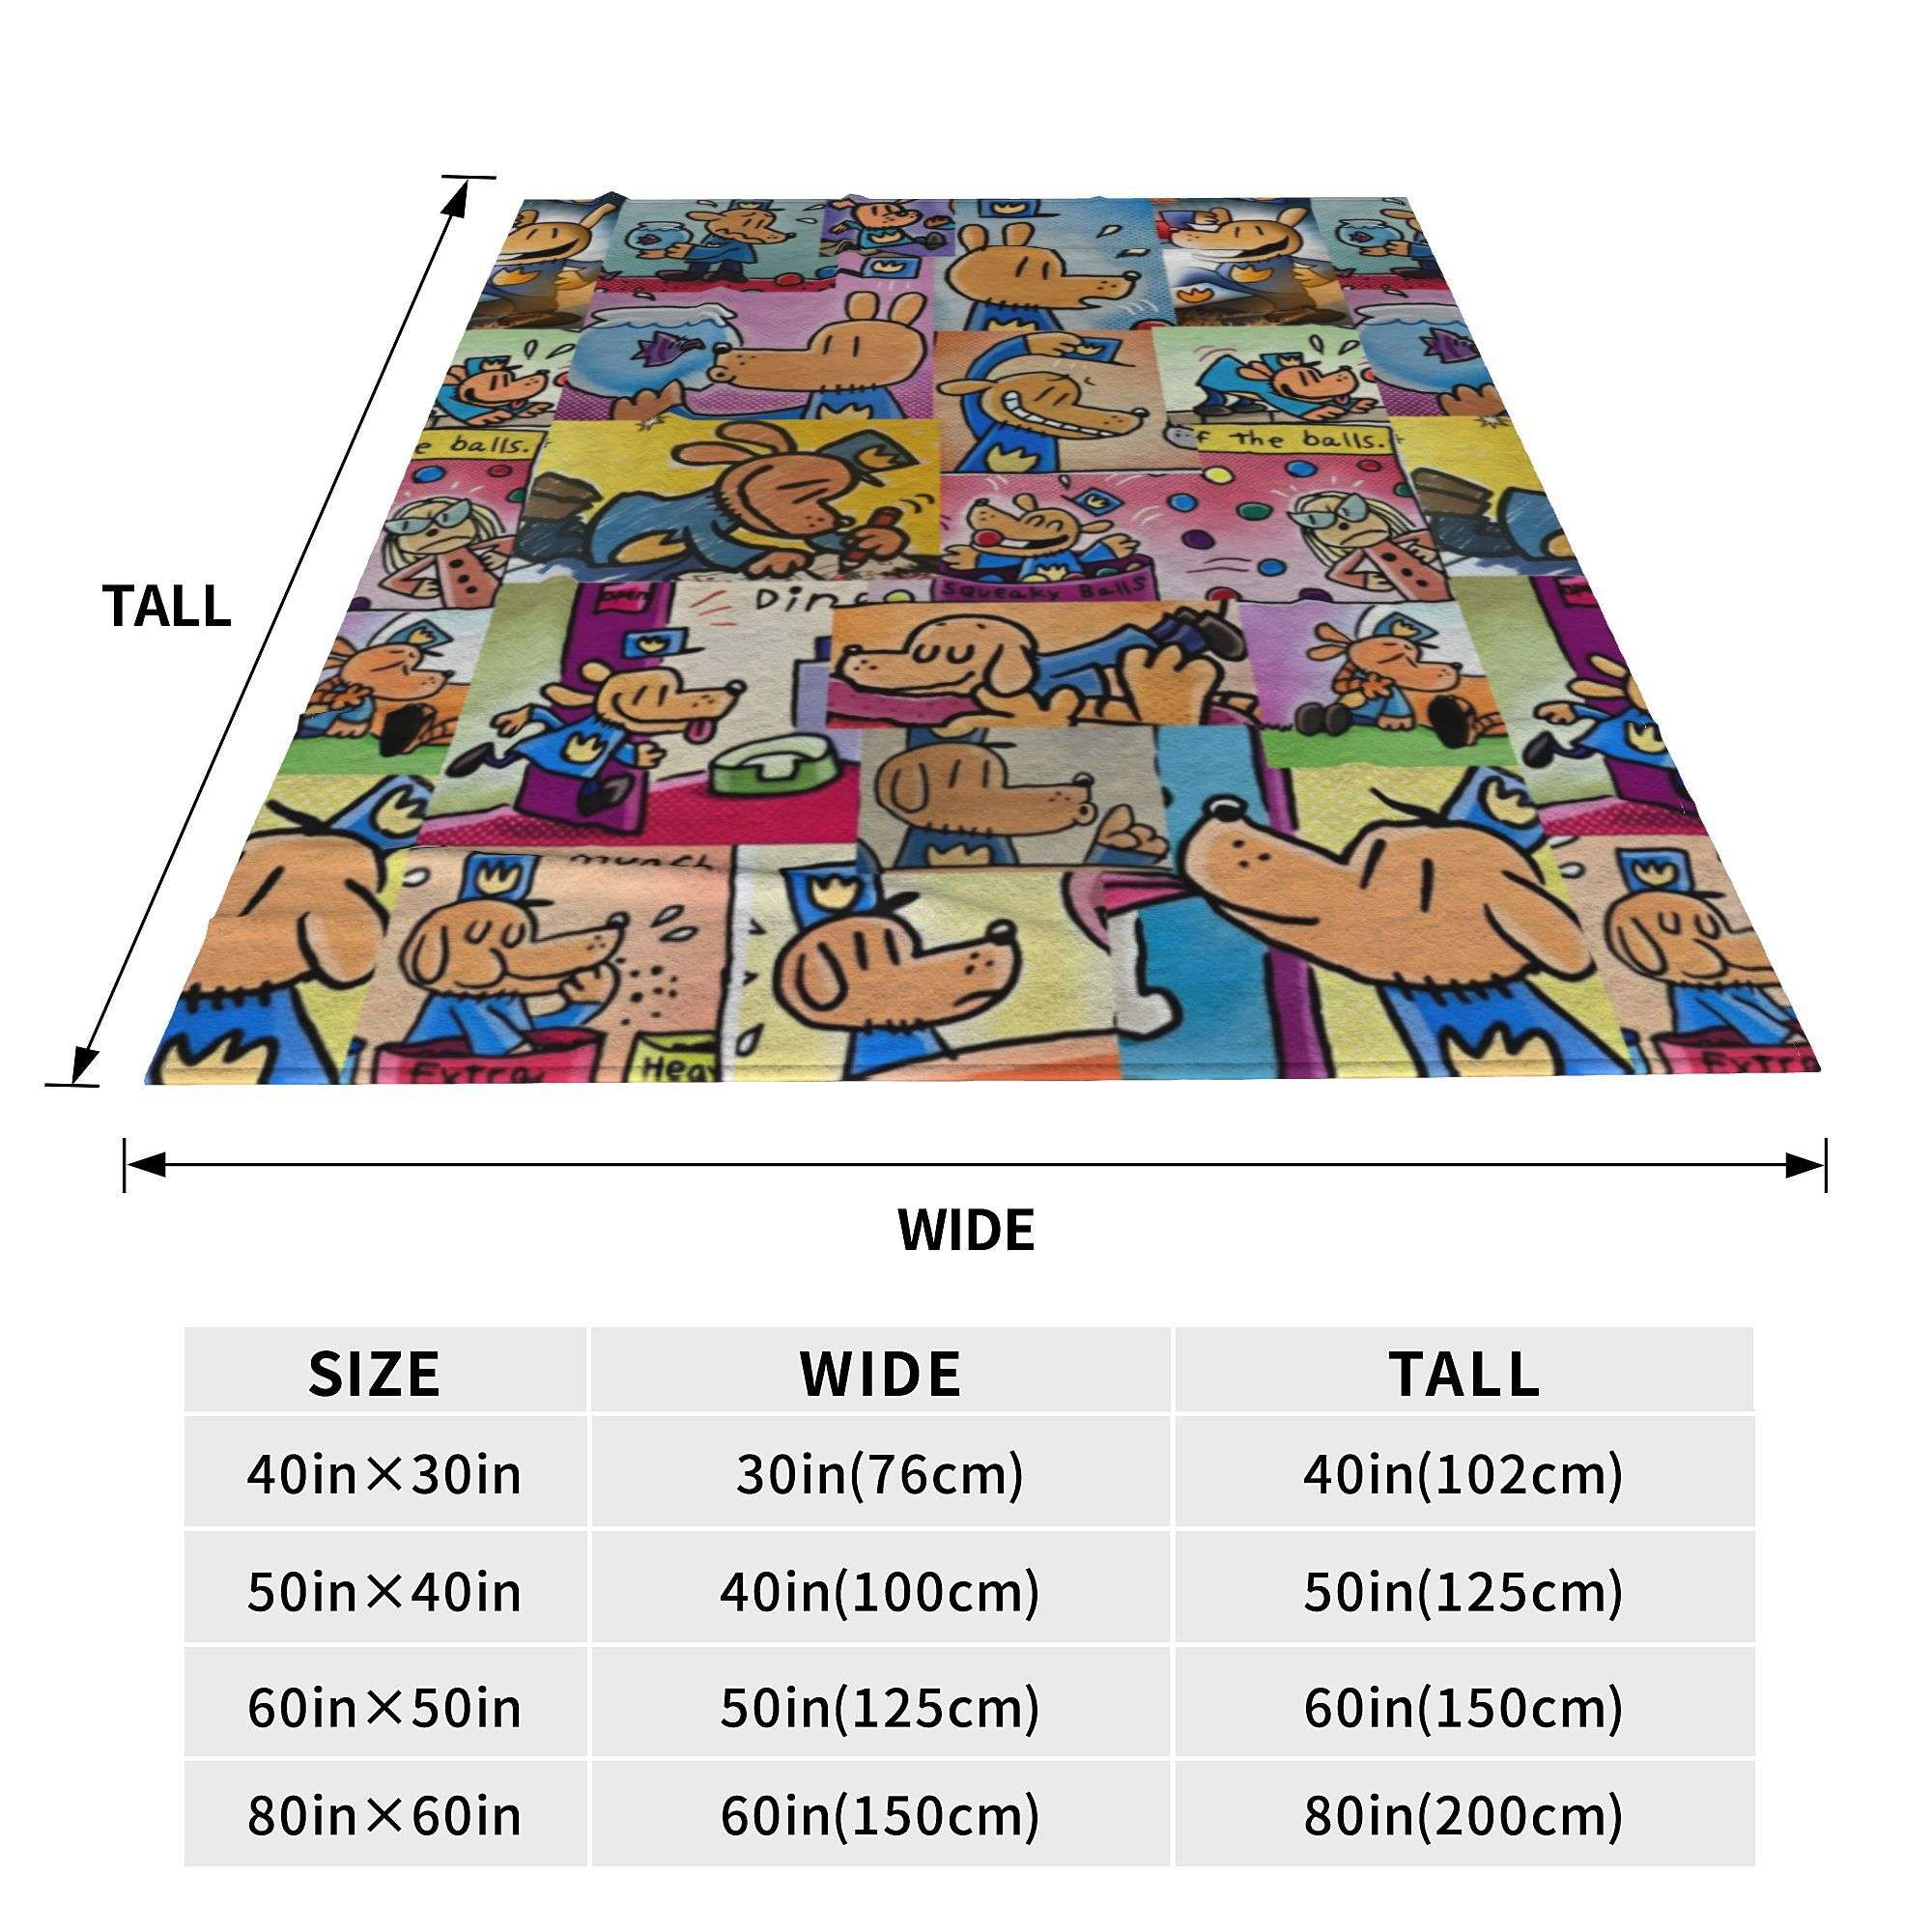 e balls.
f the balls.
Squeaky Balls
open
Din
munch
TALL
Extra
Hea
Extr
WIDE
SIZE WIDE TALL
40in×30in 30in(76cm) 40in(102cm)
50in×40in 40in(100cm) 50in(125cm)
60in×50in 50in(125cm) 60in(150cm)
80in×60in 60in(150cm) 80in(200cm)